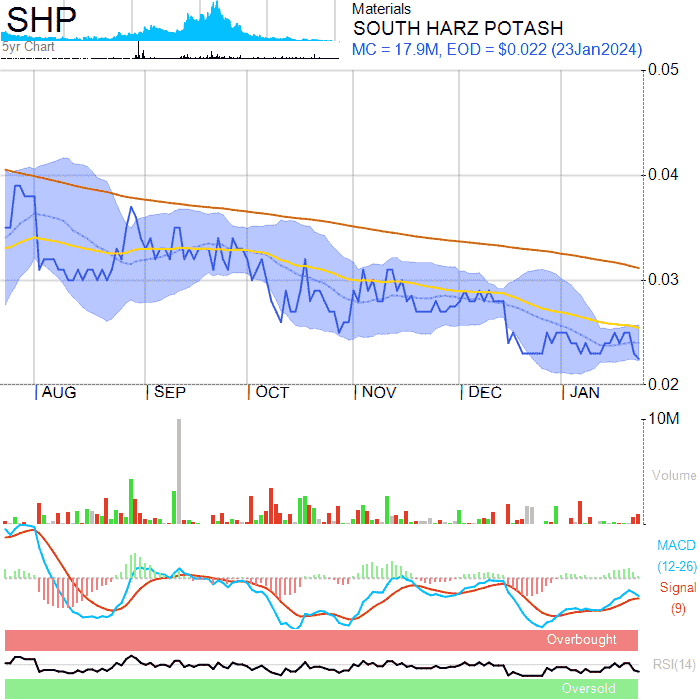 SHP
5yr Chart
Materials
SOUTH HARZ POTASH
MC = 17.9M, EOD = $0.022 (23Jan2024)
0.05
0.04
0.03
0.02
AUG SEP OCT NOV DEC JAN
10M
Volume
MACD
(12-26)
Signal
(9)
Overbought
RSI(14)
Oversold